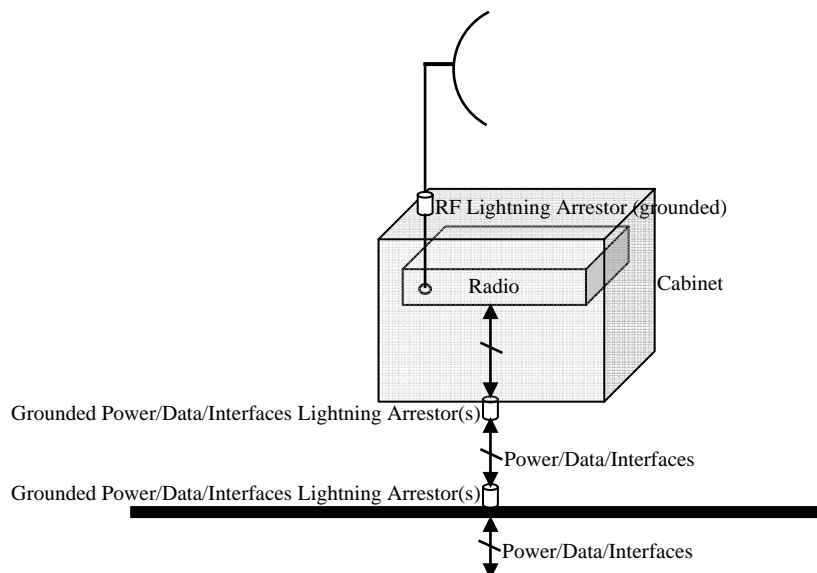 RF Lightning Arrestor (grounded)
Radio
Cabinet
Grounded Power/Data/Interfaces Lightning Arrestor(s)
Power/Data/Interfaces
Grounded Power/Data/Interfaces Lightning Arrestor(s)
Power/Data/Interfaces